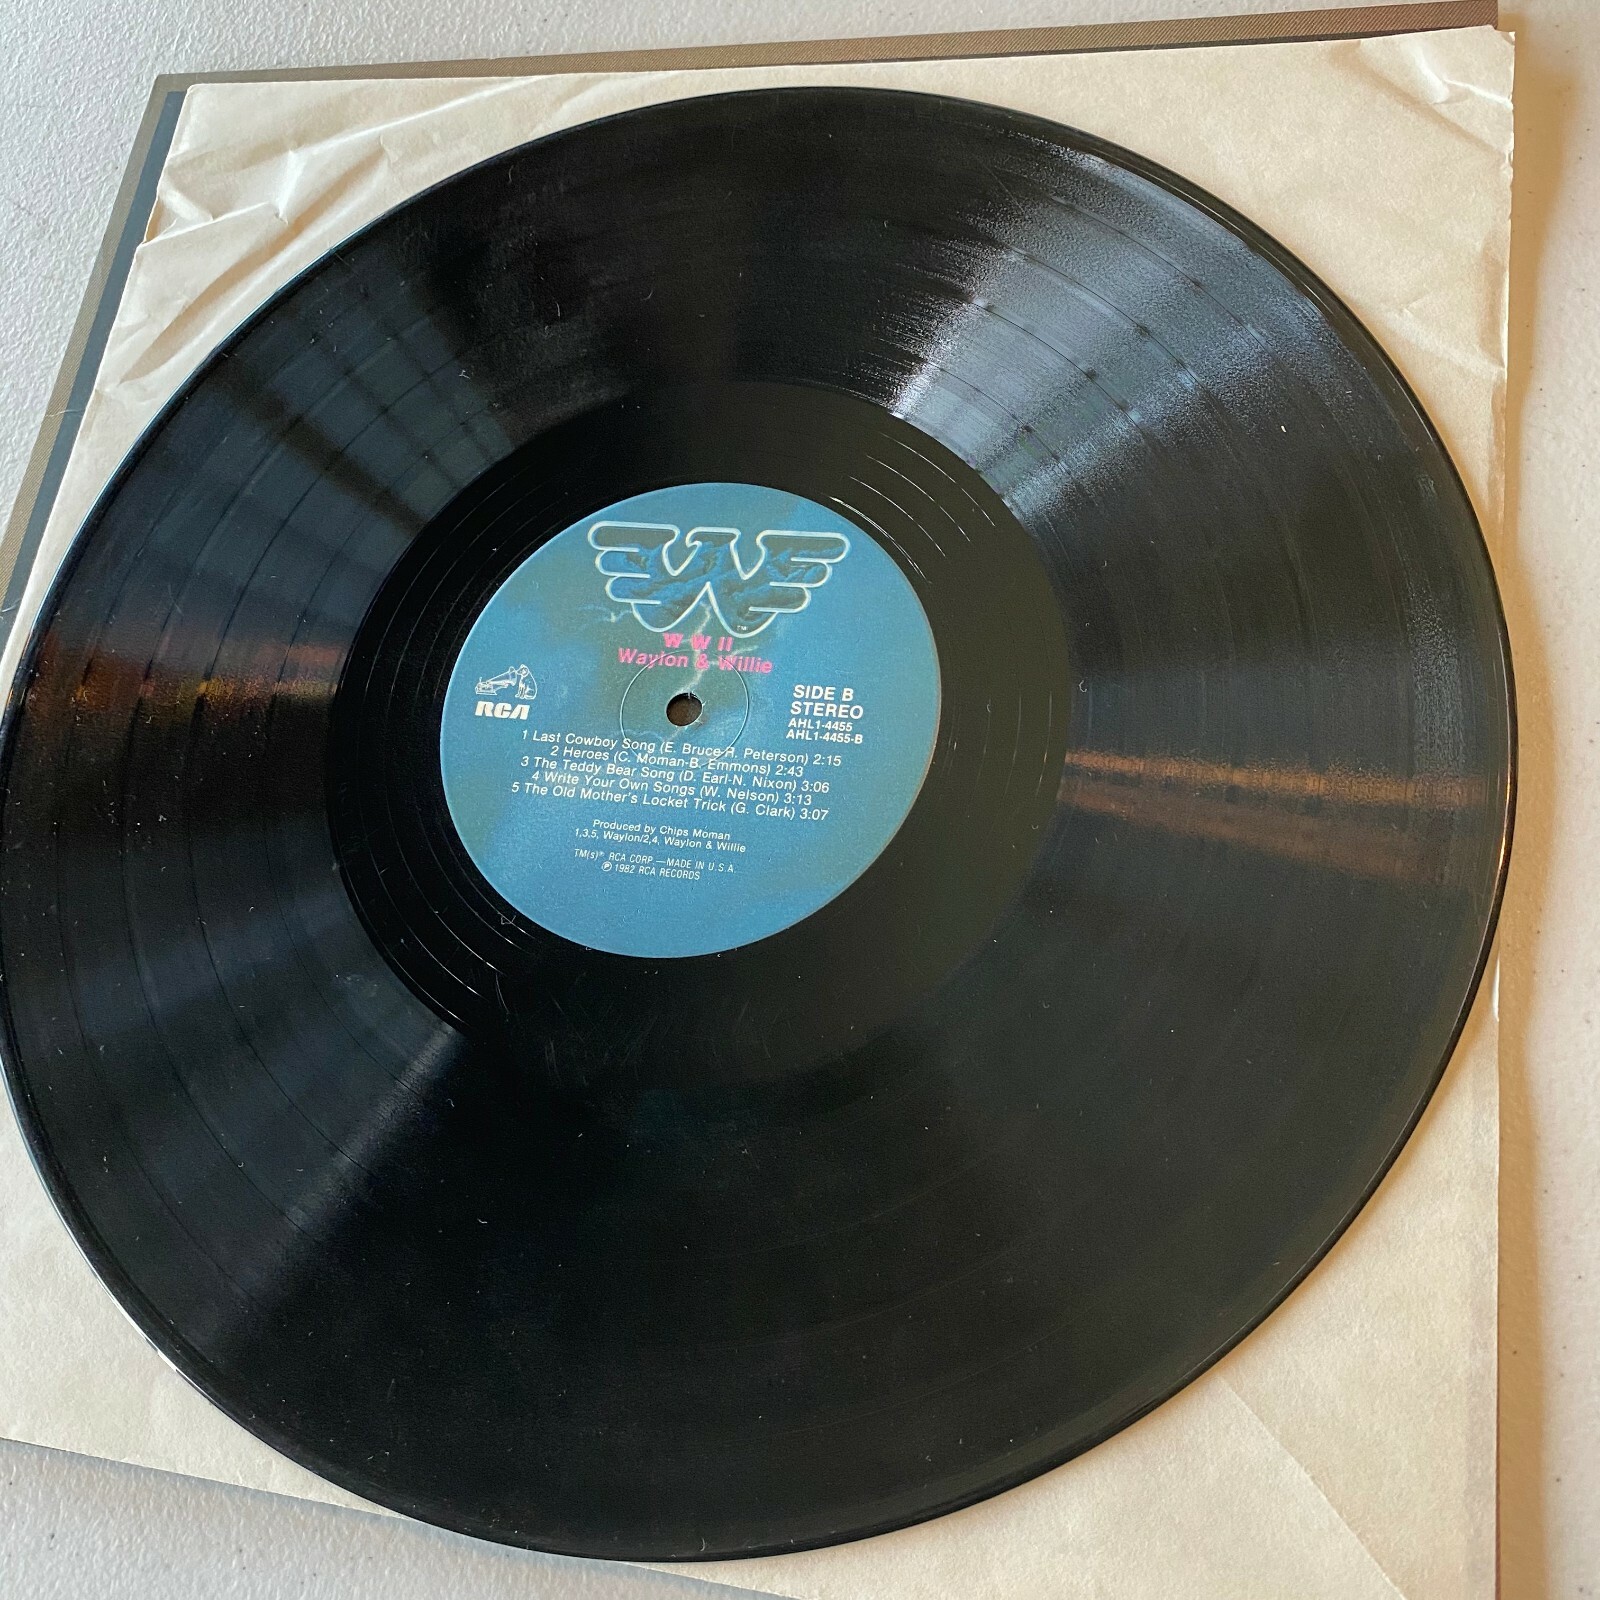 TM
W W II
Waylon & Willie
RCA
SIDE B
STEREO
AHL1-4455
AHL1-4455-B
1 Last Cowboy Song (E. Bruce-R. Peterson) 2:15
2 Heroes (C. Moman-B. Emmons) 2:43
3 The Teddy Bear Song (D. Earl-N. Nixon) 3:06
4 Write Your Own Songs (W. Nelson) 3:13
5 The Old Mother's Locket Trick (G. Clark) 3:07
Produced by Chips Moman
1,3,5, Waylon/2,4, Waylon & Willie
TM(s)® RCA CORP.—MADE IN U.S.A.
℗ 1982 RCA RECORDS